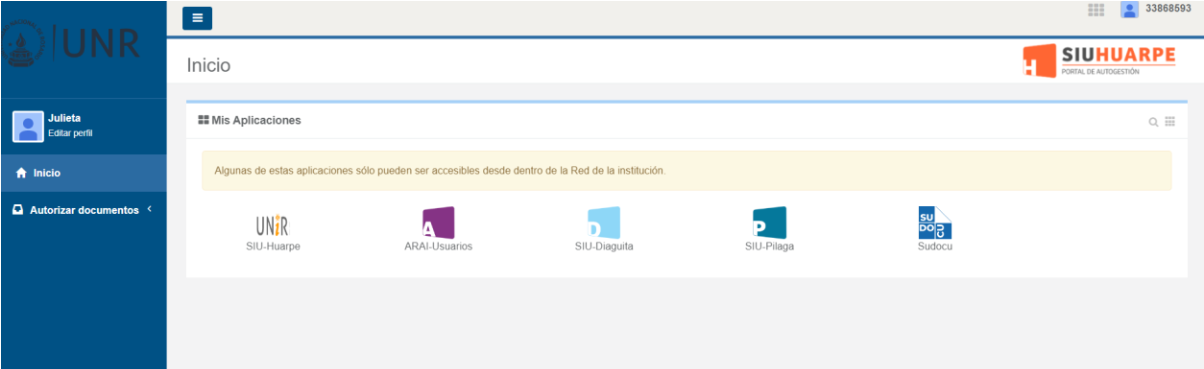 UNR
33868593
Inicio
H
SIUHUARPE
PORTAL DE AUTOGESTIÓN
Julieta
Editar perfil
Inicio
Autorizar documentos
Mis Aplicaciones
Algunas de estas aplicaciones sólo pueden ser accesibles desde dentro de la Red de la institución.
UNiR
SIU-Huarpe
A
ARAI-Usuarios
D
SIU-Diaguita
P
SIU-Pilaga
SU
DO
CU
Sudocu